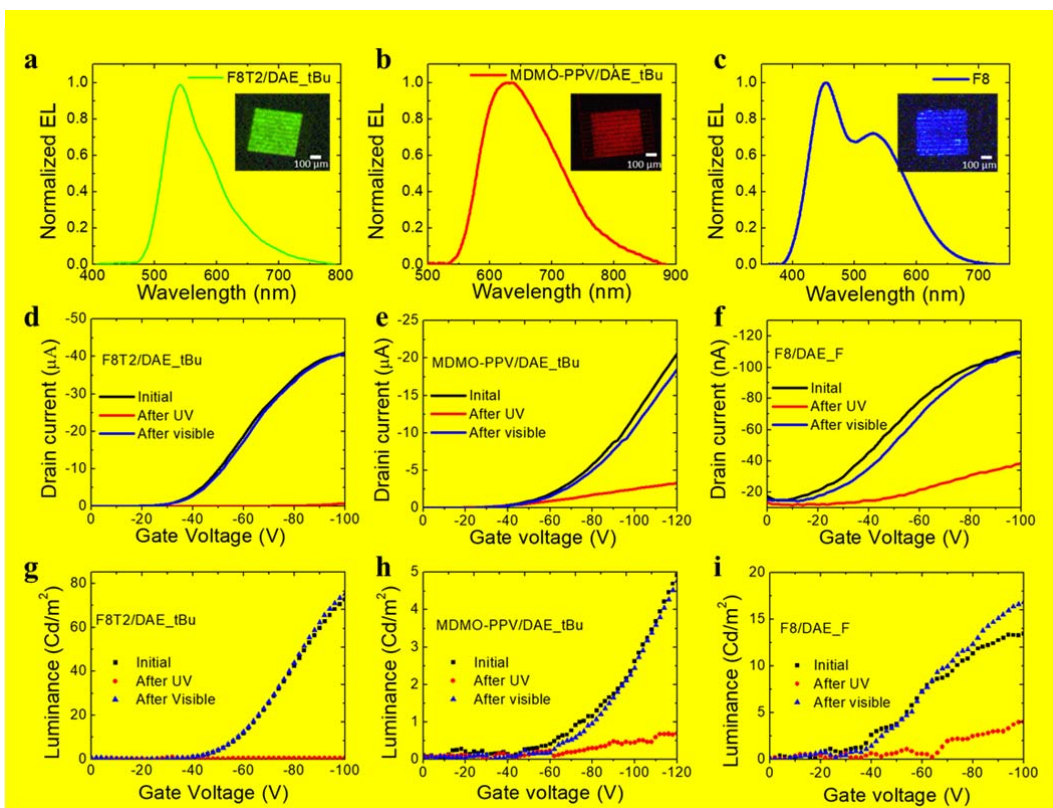 a
1.0
0.8
0.6
0.4
0.2
0.0
Normalized EL
F8T2/DAE_tBu
100 µm
400 500 600 700 800
Wavelength (nm)
b
1.0
0.8
0.6
0.4
0.2
0.0
Normalized EL
MDMO-PPV/DAE_tBu
100 µm
500 600 700 800 900
Wavelength (nm)
c
1.0
0.8
0.6
0.4
0.2
0.0
Normalized EL
F8
100 µm
400 500 600 700
Wavelength (nm)
d
-50
-40
-30
-20
-10
0
Drain current (µA)
F8T2/DAE_tBu
Initial
After UV
After visible
0 -20 -40 -60 -80 -100
Gate Voltage (V)
e
-25
-20
-15
-10
-5
0
Draini current (µA)
MDMO-PPV/DAE_tBu
Initial
After UV
After visible
0 -20 -40 -60 -80 -100 -120
Gate voltage (V)
f
-120
-100
-80
-60
-40
-20
Drain current (nA)
F8/DAE_F
Inital
After UV
After visible
0 -20 -40 -60 -80 -100
Gate Voltage (V)
g
80
60
40
20
0
Luminance (Cd/m²)
F8T2/DAE_tBu
Initial
After UV
After Visible
0 -20 -40 -60 -80 -100
Gate Voltage (V)
h
5
4
3
2
1
0
Luminance (Cd/m²)
MDMO-PPV/DAE_tBu
Initial
After UV
After visible
0 -20 -40 -60 -80 -100 -120
Gate voltage (V)
i
20
15
10
5
0
Luminance (Cd/m²)
F8/DAE_F
Initial
After UV
After visible
0 -20 -40 -60 -80 -100
Gate Voltage (V)